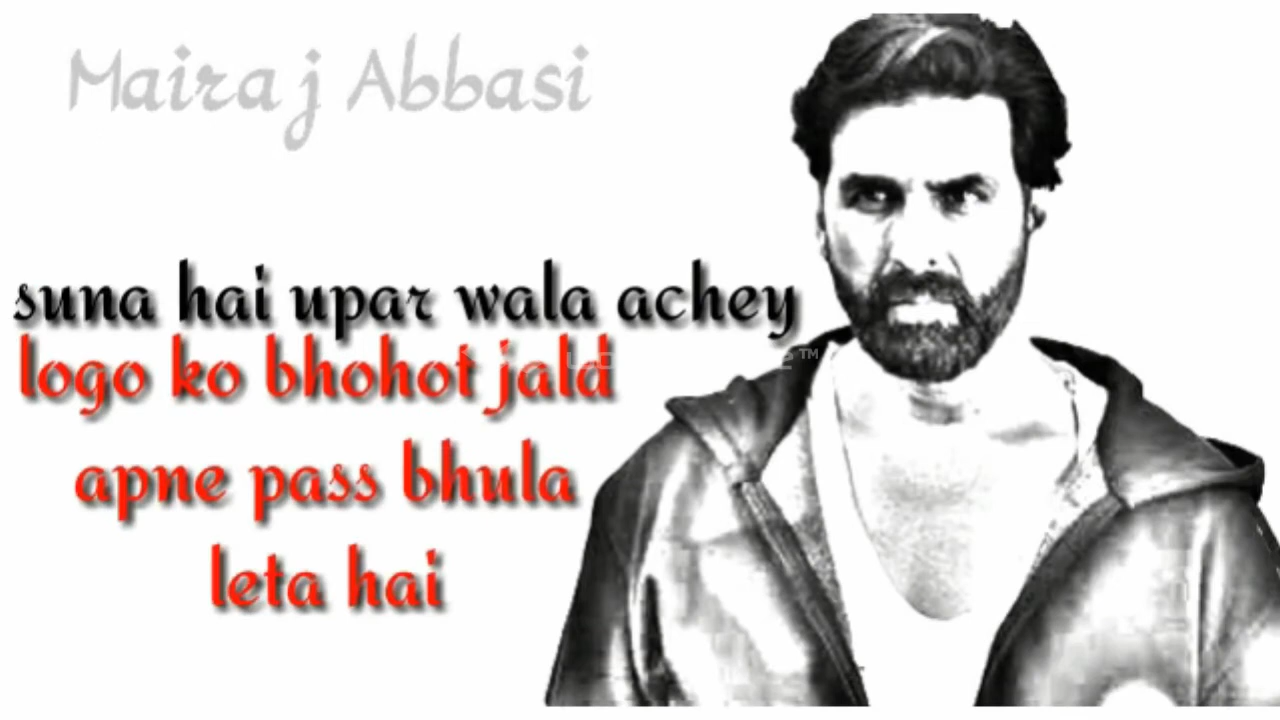 Mairaj Abbasi
suna hai upar wala achey
logo ko bhohot jald
apne pass bhula
leta hai